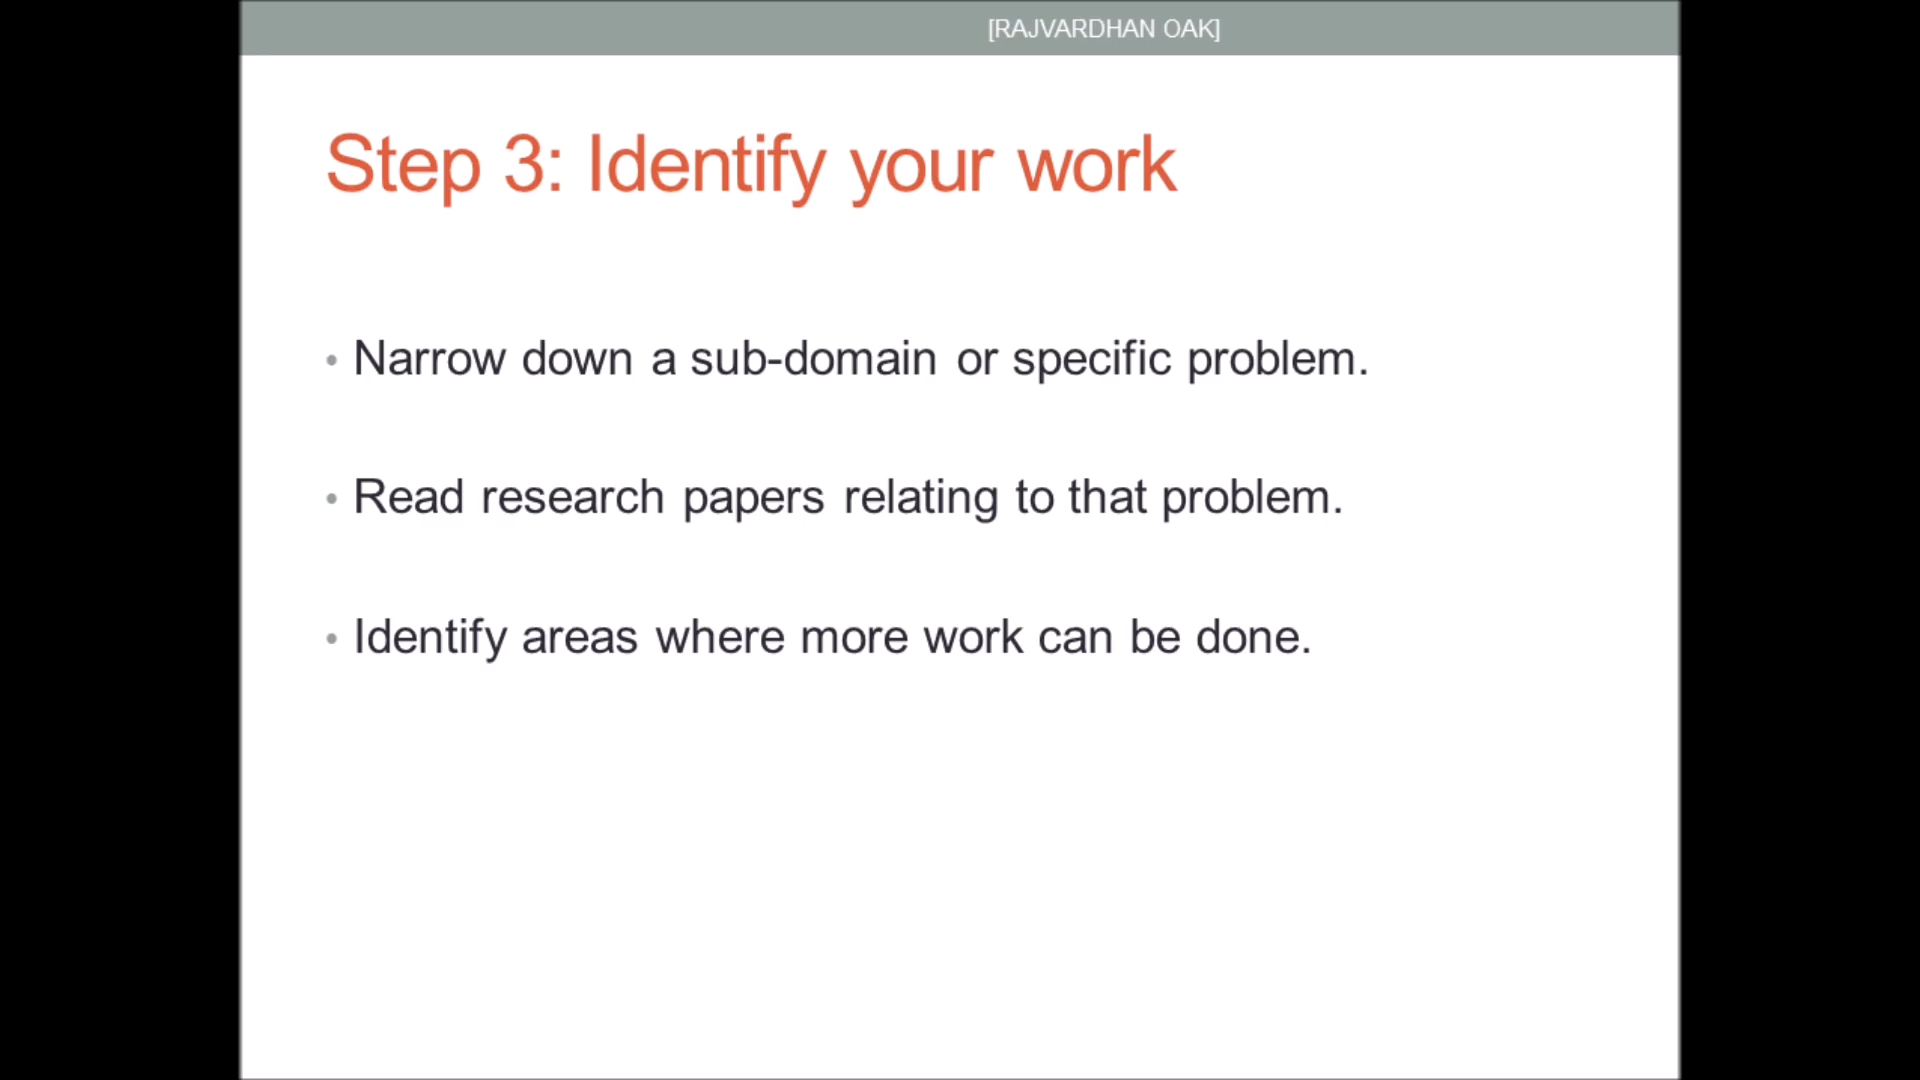 [RAJVARDHAN OAK]
Step 3: Identify your work
• Narrow down a sub-domain or specific problem.
• Read research papers relating to that problem.
• Identify areas where more work can be done.